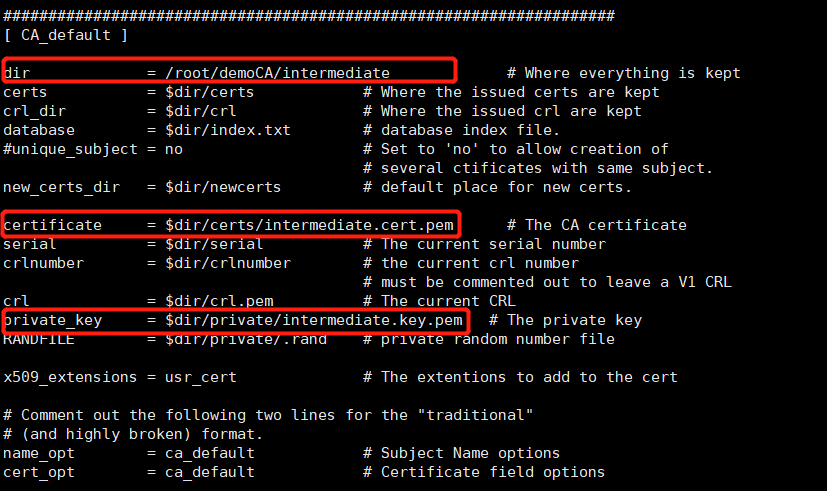 ####################################################################
[ CA_default ]
dir             = /root/demoCA/intermediate             # Where everything is kept
certs           = $dir/certs            # Where the issued certs are kept
crl_dir         = $dir/crl              # Where the issued crl are kept
database        = $dir/index.txt        # database index file.
#unique_subject = no                    # Set to 'no' to allow creation of
                                        # several ctificates with same subject.
new_certs_dir   = $dir/newcerts         # default place for new certs.
certificate     = $dir/certs/intermediate.cert.pem      # The CA certificate
serial          = $dir/serial           # The current serial number
crlnumber       = $dir/crlnumber        # the current crl number
                                        # must be commented out to leave a V1 CRL
crl             = $dir/crl.pem          # The current CRL
private_key     = $dir/private/intermediate.key.pem   # The private key
RANDFILE        = $dir/private/.rand    # private random number file
x509_extensions = usr_cert              # The extentions to add to the cert
# Comment out the following two lines for the "traditional"
# (and highly broken) format.
name_opt        = ca_default            # Subject Name options
cert_opt        = ca_default            # Certificate field options